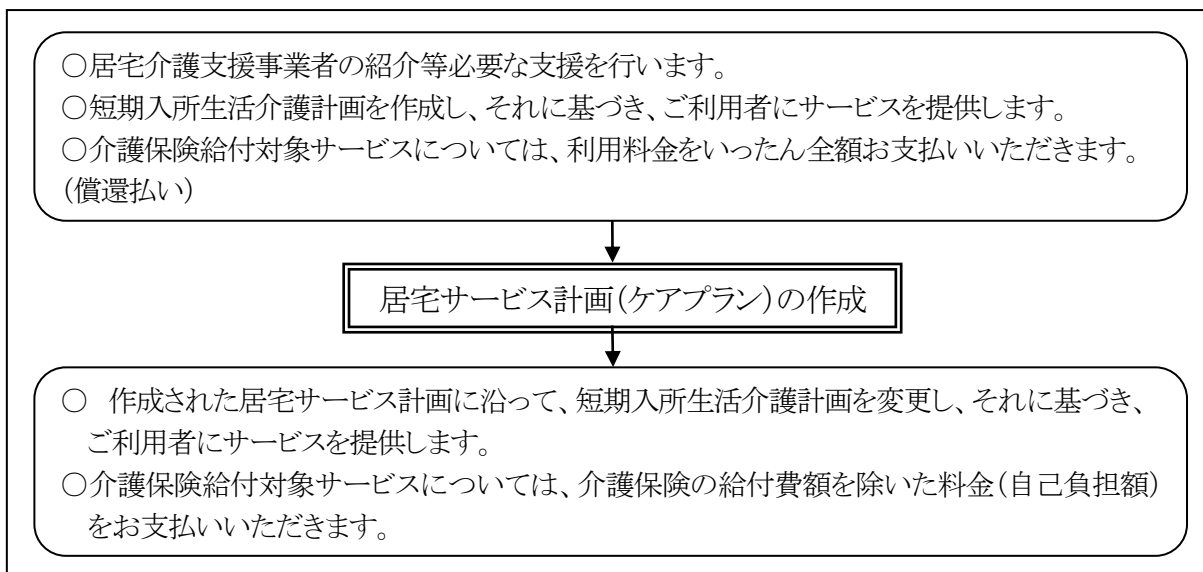 ○居宅介護支援事業者の紹介等必要な支援を行います。
○短期入所生活介護計画を作成し、それに基づき、ご利用者にサービスを提供します。
○介護保険給付対象サービスについては、利用料金をいったん全額お支払いいただきます。
(償還払い)
居宅サービス計画(ケアプラン)の作成
○　作成された居宅サービス計画に沿って、短期入所生活介護計画を変更し、それに基づき、
ご利用者にサービスを提供します。
○介護保険給付対象サービスについては、介護保険の給付費額を除いた料金(自己負担額)
をお支払いいただきます。